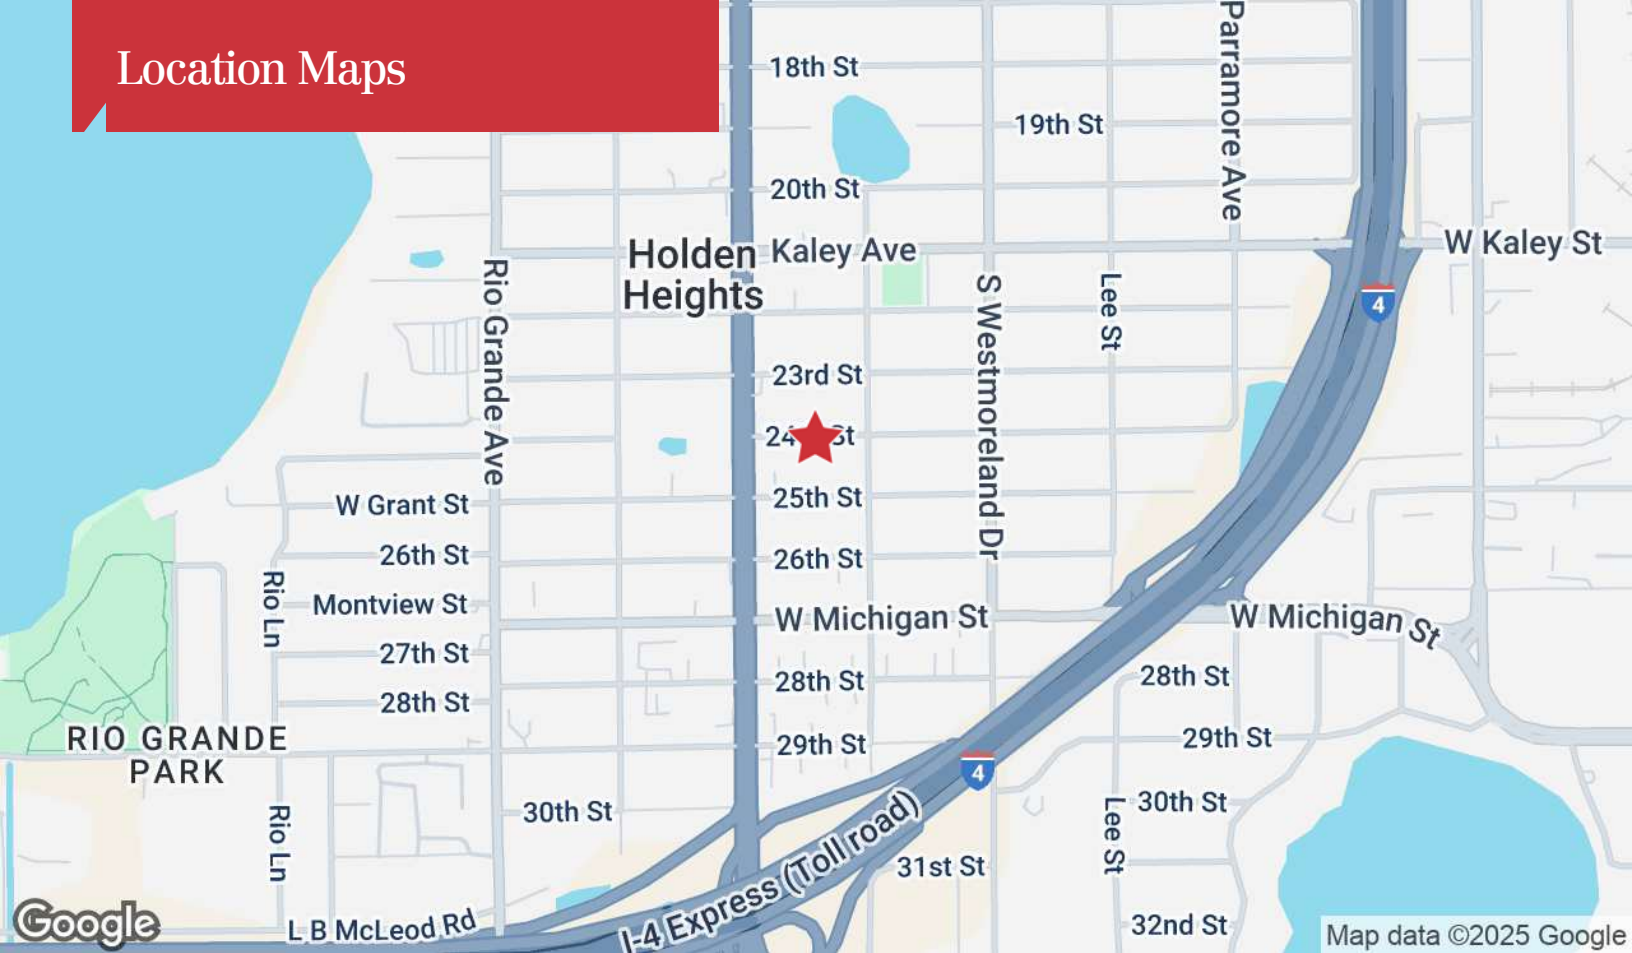 Location Maps
18th St
19th St
Parramore Ave
20th St
Holden
Heights
Kaley Ave
W Kaley St
Rio Grande Ave
S Westmoreland Dr
Lee St
4
23rd St
24th St
W Grant St
25th St
26th St
26th St
Rio Ln
Montview St
W Michigan St
W Michigan St
27th St
28th St
28th St
28th St
RIO GRANDE
PARK
29th St
29th St
4
Rio Ln
30th St
30th St
Lee St
I-4 Express (Toll road)
31st St
L B McLeod Rd
32nd St
Google
Map data ©2025 Google